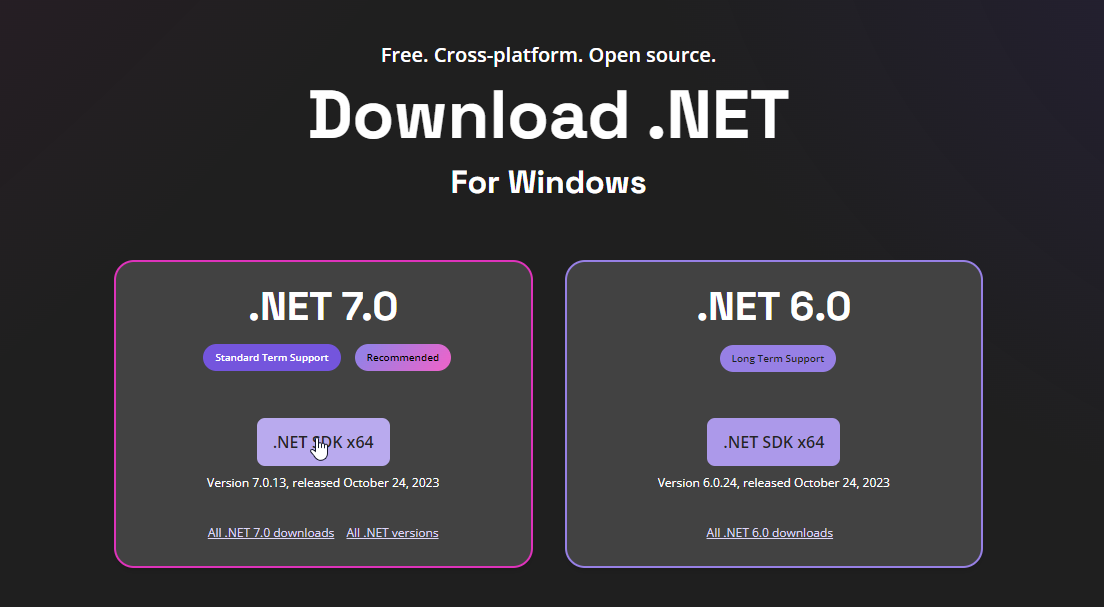 Free. Cross-platform. Open source.
Download .NET
For Windows
.NET 7.0
Standard Term Support
Recommended
.NET SDK x64
Version 7.0.13, released October 24, 2023
All .NET 7.0 downloads
All .NET versions
.NET 6.0
Long Term Support
.NET SDK x64
Version 6.0.24, released October 24, 2023
All .NET 6.0 downloads